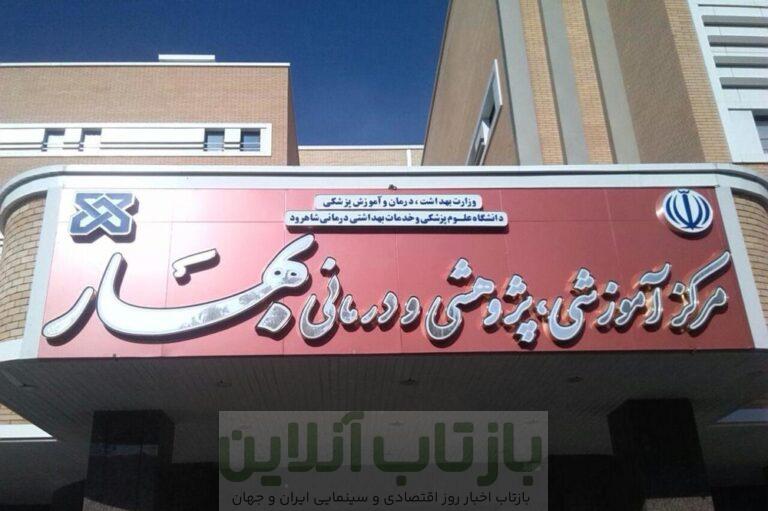 وزارت بهداشت، درمان و آموزش پزشکی
دانشگاه علوم پزشکی و خدمات بهداشتی درمانی شاهرود
مرکز آموزشی، پژوهشی و درمانی بهار
بازتاب آنلاین
بازتاب اخبار روز اقتصادی و سینمایی ایران و جهان